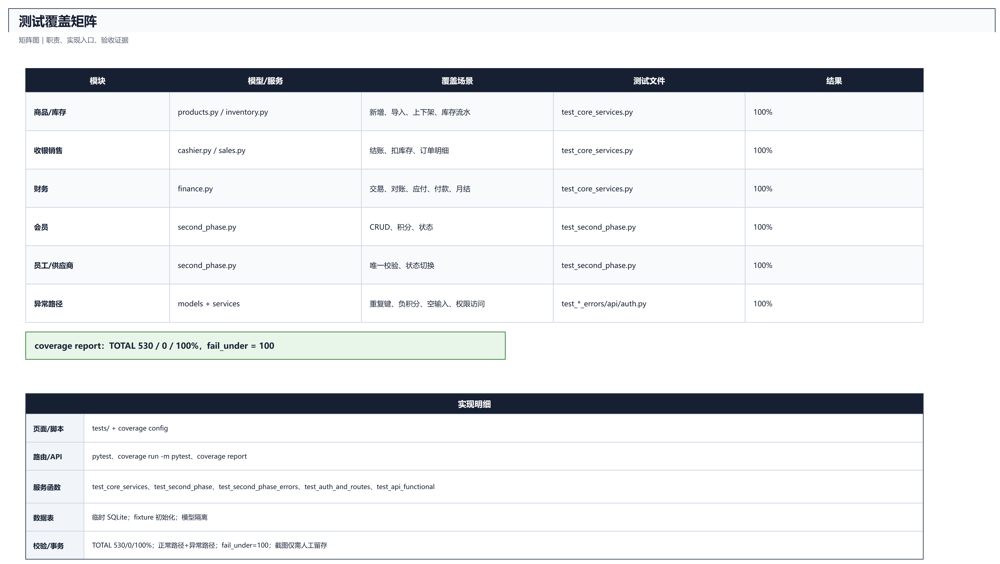 测试覆盖矩阵
矩阵图 | 职责、实现入口、验收证据
模块 模型/服务 覆盖场景 测试文件 结果
商品/库存 products.py / inventory.py 新增、导入、上下架、库存流水 test_core_services.py 100%
收银销售 cashier.py / sales.py 结账、扣库存、订单明细 test_core_services.py 100%
财务 finance.py 交易、对账、应付、付款、月结 test_core_services.py 100%
会员 second_phase.py CRUD、积分、状态 test_second_phase.py 100%
员工/供应商 second_phase.py 唯一校验、状态切换 test_second_phase.py 100%
异常路径 models + services 重复键、负积分、空输入、权限访问 test_*_errors/api/auth.py 100%
coverage report：TOTAL 530 / 0 / 100%，fail_under = 100
实现明细
页面/脚本 tests/ + coverage config
路由/API pytest、coverage run -m pytest、coverage report
服务函数 test_core_services、test_second_phase、test_second_phase_errors、test_auth_and_routes、test_api_functional
数据表 临时 SQLite；fixture 初始化；模型隔离
校验/事务 TOTAL 530/0/100%；正常路径+异常路径；fail_under=100；截图仅需人工留存